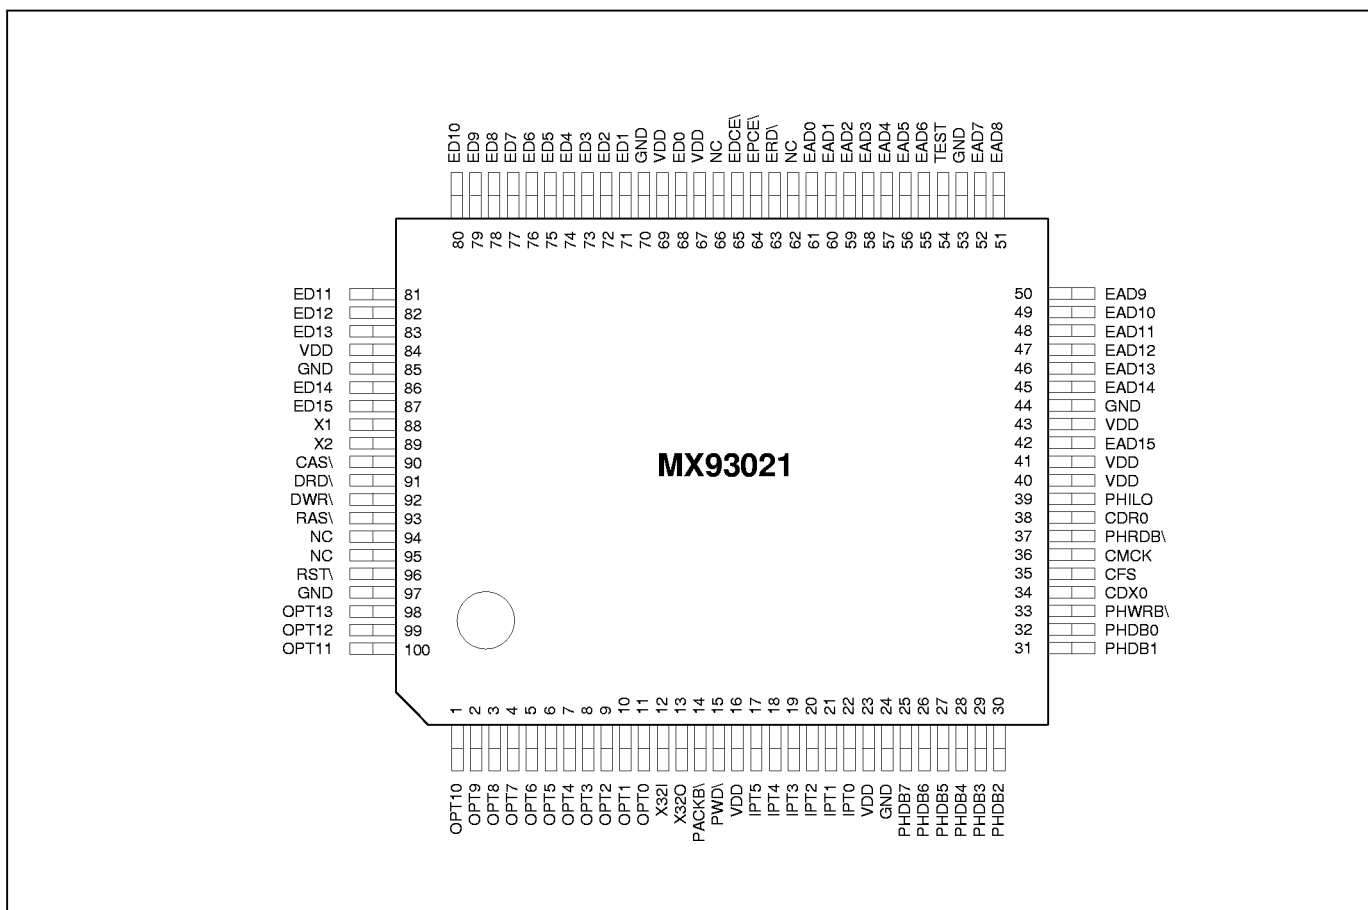 ED10 ED9 ED8 ED7 ED6 ED5 ED4 ED3 ED2 ED1 GND VDD ED0 VDD NC EDCE\ EPCE\ ERD\ NC EAD0 EAD1 EAD2 EAD3 EAD4 EAD5 EAD6 TEST GND EAD7 EAD8
80 79 78 77 76 75 74 73 72 71 70 69 68 67 66 65 64 63 62 61 60 59 58 57 56 55 54 53 52 51
ED11 81 50 EAD9
ED12 82 49 EAD10
ED13 83 48 EAD11
VDD 84 47 EAD12
GND 85 46 EAD13
ED14 86 45 EAD14
ED15 87 44 GND
X1 88 43 VDD
X2 89 42 EAD15
CAS\ 90 41 VDD
MX93021
DRD\ 91 40 VDD
DWR\ 92 39 PHILO
RAS\ 93 38 CDR0
NC 94 37 PHRDB\
NC 95 36 CMCK
RST\ 96 35 CFS
GND 97 34 CDX0
OPT13 98 33 PHWRB\
OPT12 99 32 PHDB0
OPT11 100 31 PHDB1
1 2 3 4 5 6 7 8 9 10 11 12 13 14 15 16 17 18 19 20 21 22 23 24 25 26 27 28 29 30
OPT10 OPT9 OPT8 OPT7 OPT6 OPT5 OPT4 OPT3 OPT2 OPT1 OPT0 X32I X32O PACKB\ PWD\ VDD IPT5 IPT4 IPT3 IPT2 IPT1 IPT0 VDD GND PHDB7 PHDB6 PHDB5 PHDB4 PHDB3 PHDB2